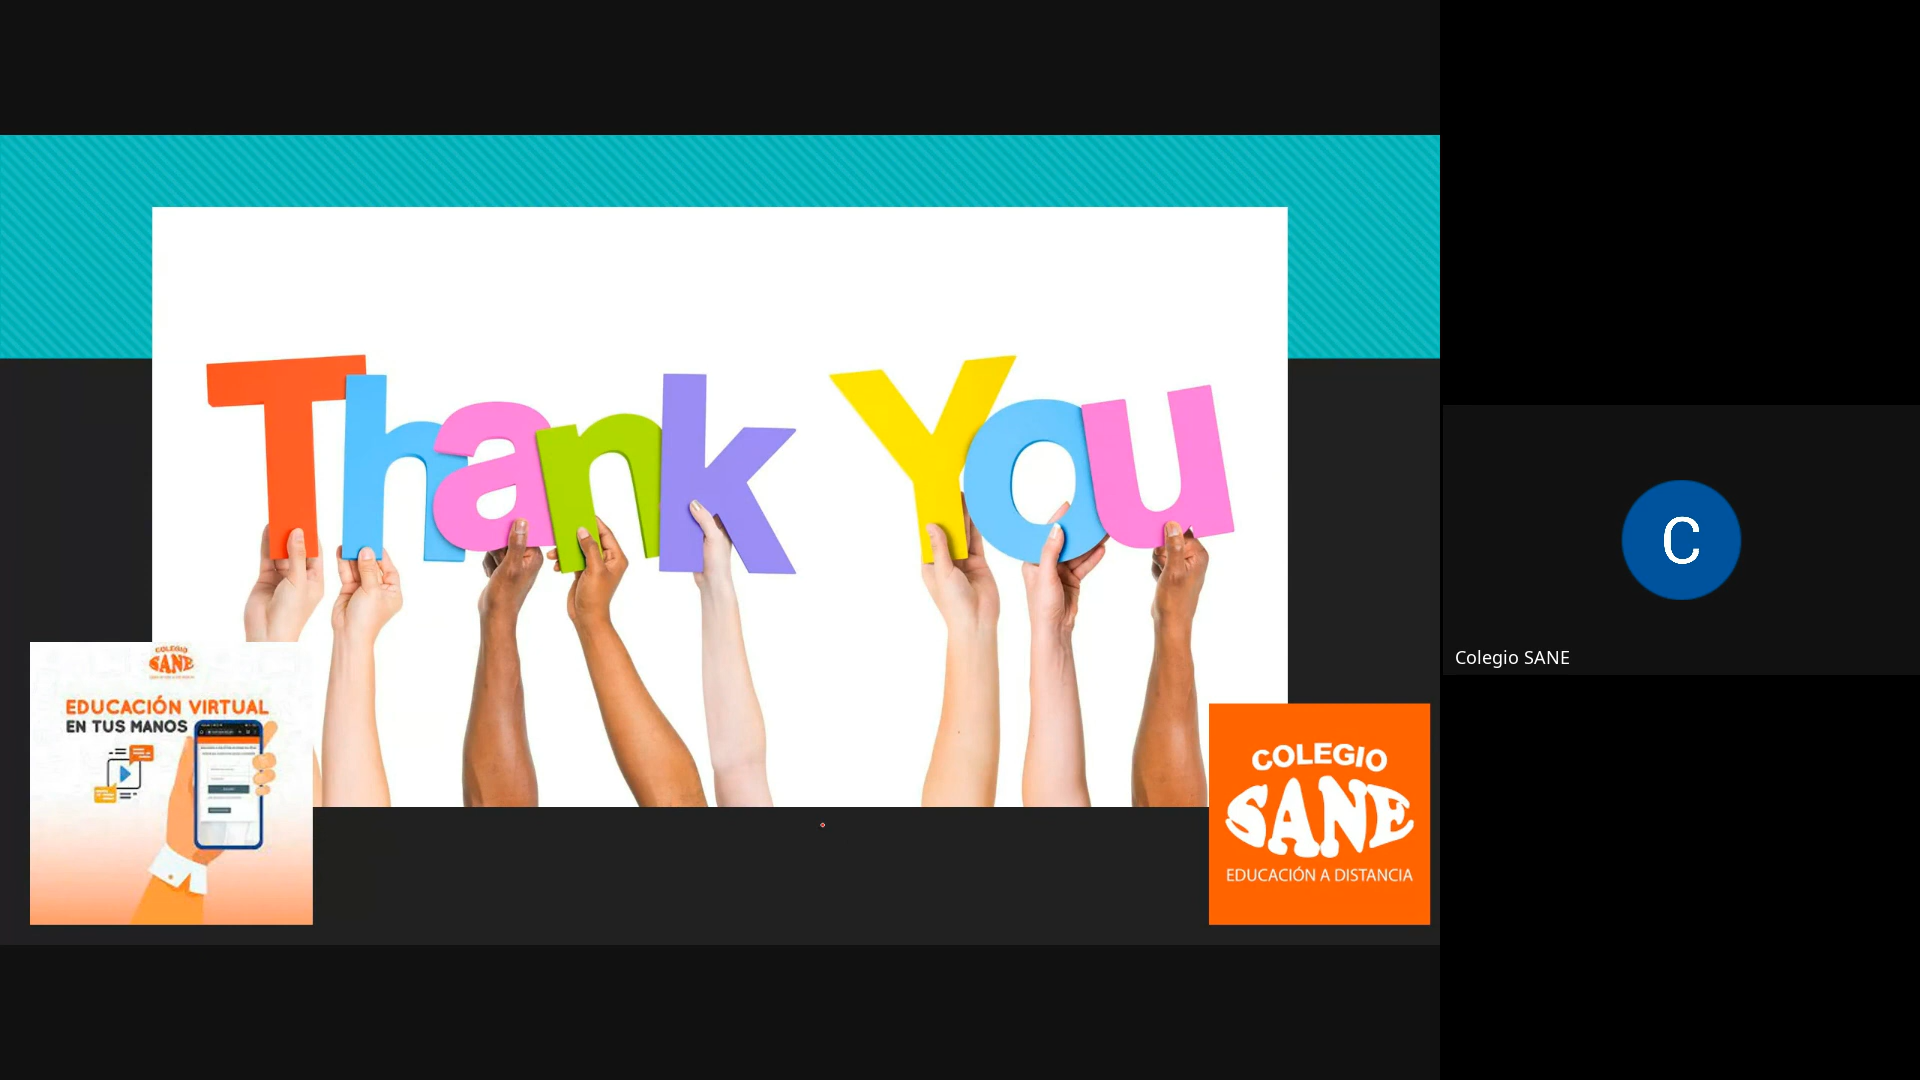 Thank You
COLEGIO
SANE
EDUCACIÓN VIRTUAL
EN TUS MANOS
COLEGIO
SANE
EDUCACIÓN A DISTANCIA
C
Colegio SANE